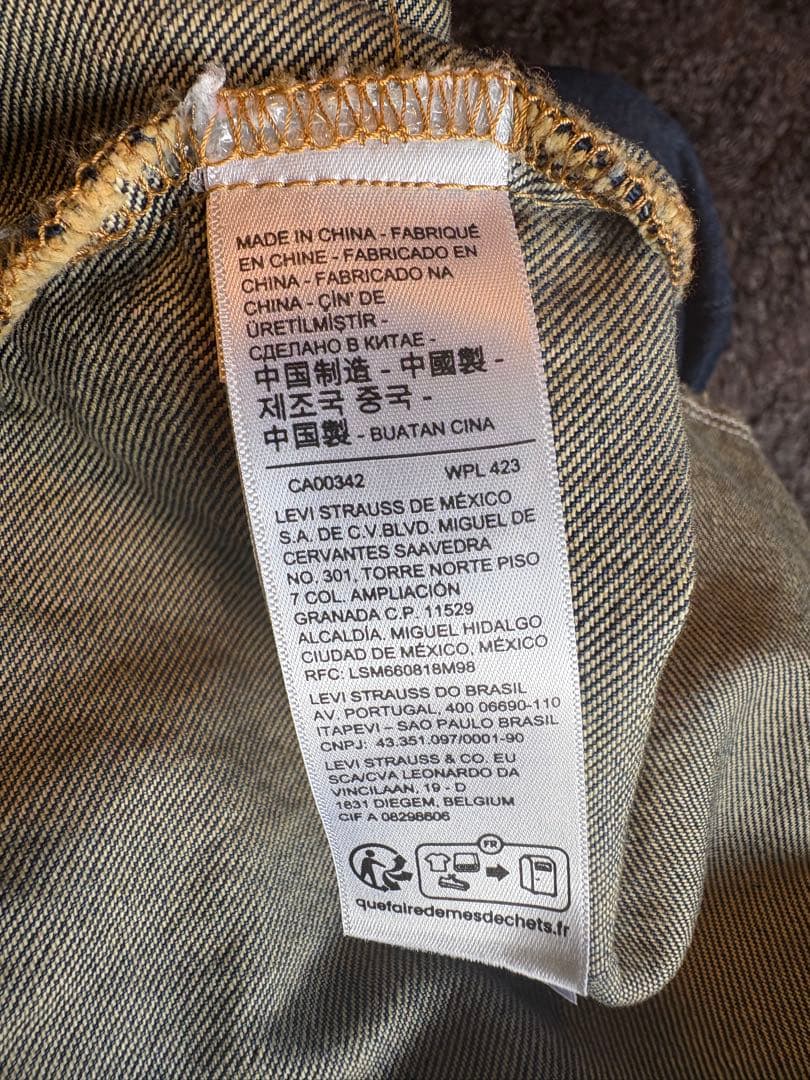 MADE IN CHINA - FABRIQUÉ
EN CHINE - FABRICADO EN
CHINA - FABRICADO NA
CHINA - ÇİN' DE
ÜRETİLMİŞTİR -
СДЕЛАНО В КИТАЕ -
中国制造 - 中國製 -
제조국 중국 -
中国製 - BUATAN CINA
CA00342 WPL 423
LEVI STRAUSS DE MÉXICO
S.A. DE C.V.BLVD. MIGUEL DE
CERVANTES SAAVEDRA
NO. 301, TORRE NORTE PISO
7 COL. AMPLIACIÓN
GRANADA C.P. 11529
ALCALDÍA, MIGUEL HIDALGO
CIUDAD DE MÉXICO, MÉXICO
RFC: LSM660818M98
LEVI STRAUSS DO BRASIL
AV. PORTUGAL, 400 06690-110
ITAPEVI – SAO PAULO BRASIL
CNPJ: 43.351.097/0001-90
LEVI STRAUSS & CO. EU
SCA/CVA LEONARDO DA
VINCILAAN, 19 - D
1831 DIEGEM, BELGIUM
CIF A 08298606
FR
quefairedemesdechets.fr